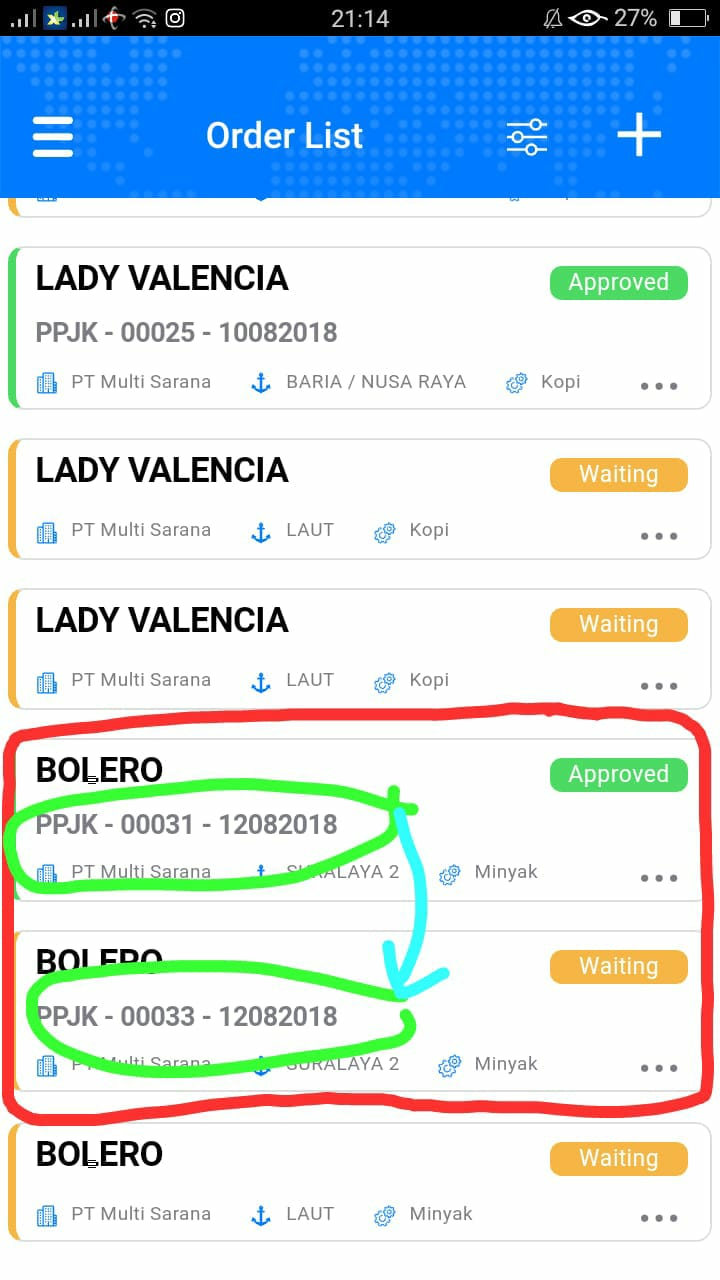 21:14 27%
Order List
LADY VALENCIA Approved
PPJK - 00025 - 10082018
PT Multi Sarana BARIA / NUSA RAYA Kopi
LADY VALENCIA Waiting
PT Multi Sarana LAUT Kopi
LADY VALENCIA Waiting
PT Multi Sarana LAUT Kopi
BOLERO Approved
PPJK - 00031 - 12082018
PT Multi Sarana SURALAYA 2 Minyak
BOLERO Waiting
PPJK - 00033 - 12082018
PT Multi Sarana SURALAYA 2 Minyak
BOLERO Waiting
PT Multi Sarana LAUT Minyak